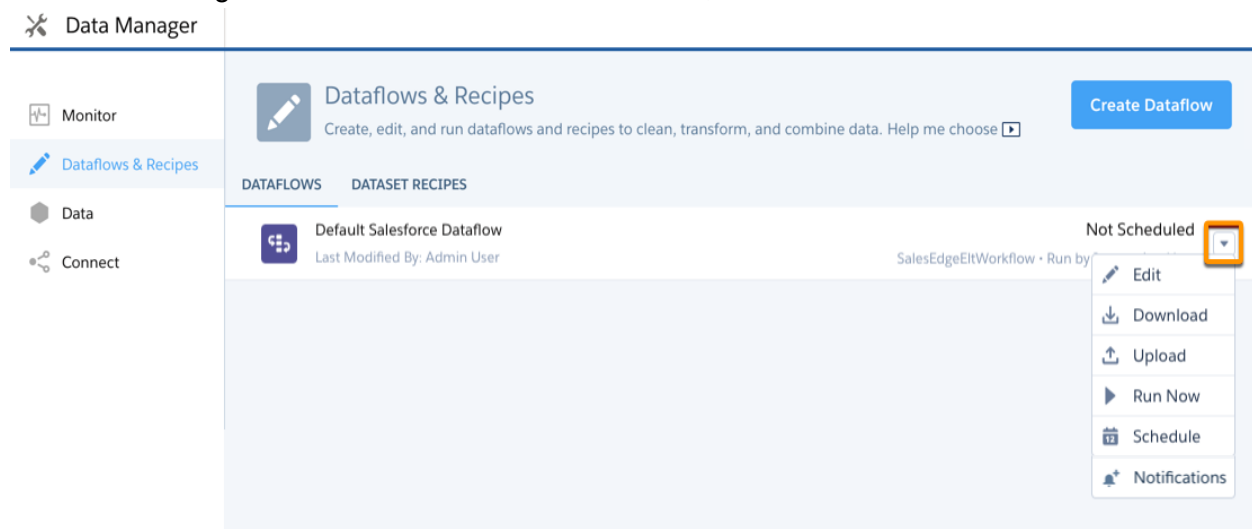 Data Manager
Monitor
Dataflows & Recipes
Data
Connect
Dataflows & Recipes
Create, edit, and run dataflows and recipes to clean, transform, and combine data. Help me choose
Create Dataflow
DATAFLOWS DATASET RECIPES
Default Salesforce Dataflow
Last Modified By: Admin User
Not Scheduled
SalesEdgeEltWorkflow • Run by
Edit
Download
Upload
Run Now
12 Schedule
Notifications